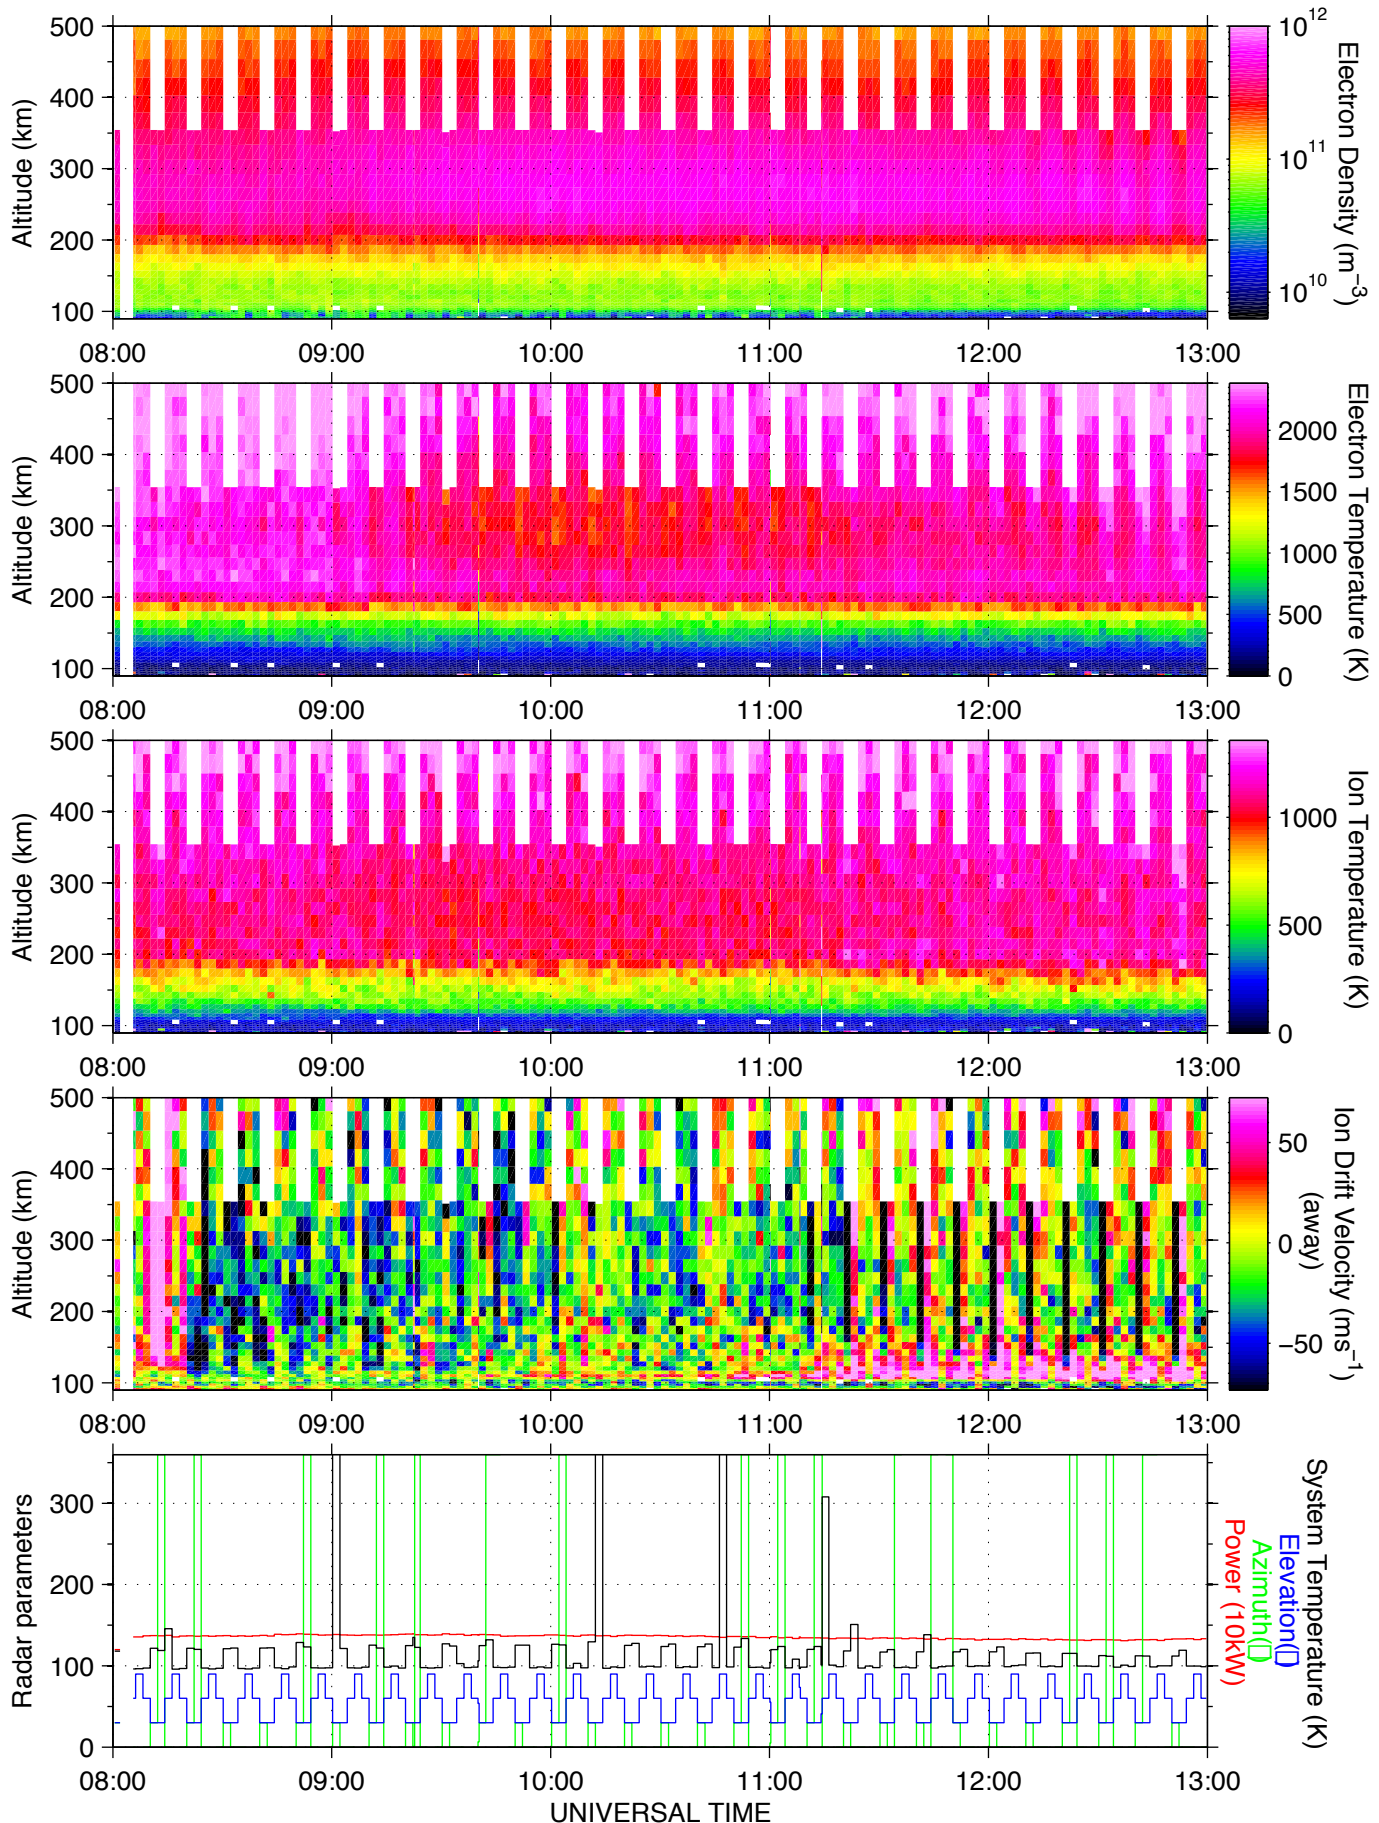 500
400
300
200
100
Altitude (km)
08:00 09:00 10:00 11:00 12:00 13:00
10^12
10^11
10^10
Electron Density (m^−3)
500
400
300
200
100
Altitude (km)
08:00 09:00 10:00 11:00 12:00 13:00
2000
1500
1000
500
0
Electron Temperature (K)
500
400
300
200
100
Altitude (km)
08:00 09:00 10:00 11:00 12:00 13:00
1000
500
0
Ion Temperature (K)
500
400
300
200
100
Altitude (km)
08:00 09:00 10:00 11:00 12:00 13:00
50
0
−50
Ion Drift Velocity (ms^−1)
(away)
300
200
100
0
Radar parameters
08:00 09:00 10:00 11:00 12:00 13:00
UNIVERSAL TIME
System Temperature (K)
Elevation(▯)
Azimuth(▯)
Power (10kW)